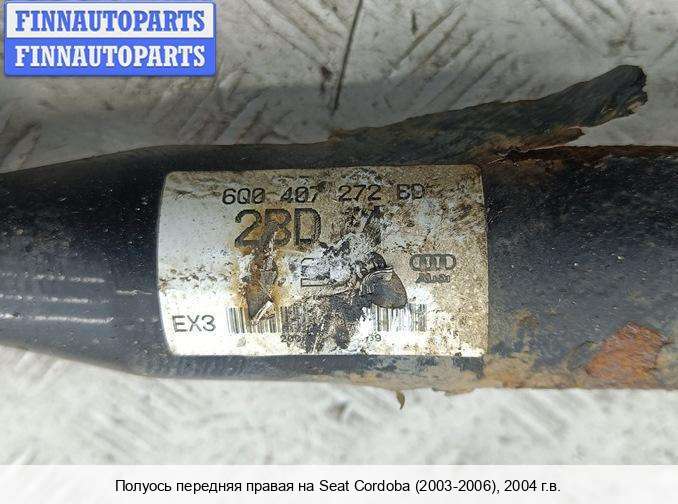 FINNAUTOPARTS
FINNAUTOPARTS
6Q0 407 272 BD
2BD
Audi
EX3
Полуось передняя правая на Seat Cordoba (2003-2006), 2004 г.в.